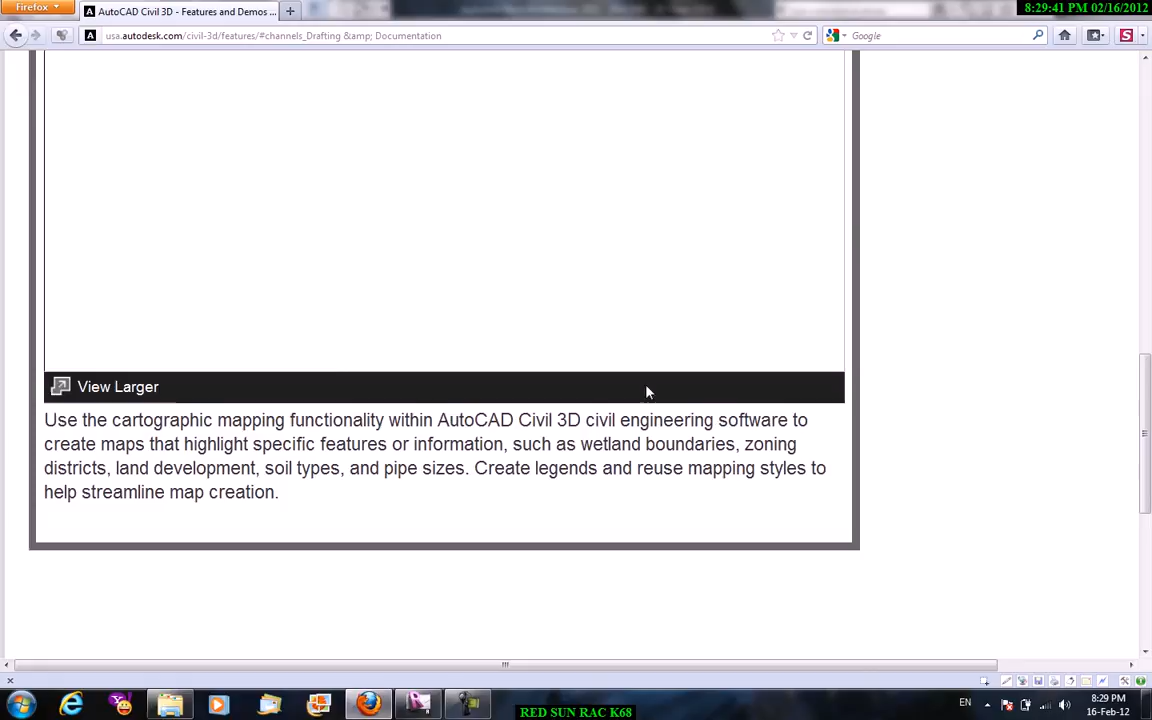 Firefox
AutoCAD Civil 3D - Features and Demos ...
8:29:41 PM 02/16/2012
usa.autodesk.com/civil-3d/features/#channels_Drafting &amp; Documentation
Google
View Larger
Use the cartographic mapping functionality within AutoCAD Civil 3D civil engineering software to
create maps that highlight specific features or information, such as wetland boundaries, zoning
districts, land development, soil types, and pipe sizes. Create legends and reuse mapping styles to
help streamline map creation.
EN
8:29 PM
16-Feb-12
RED SUN RAC K68